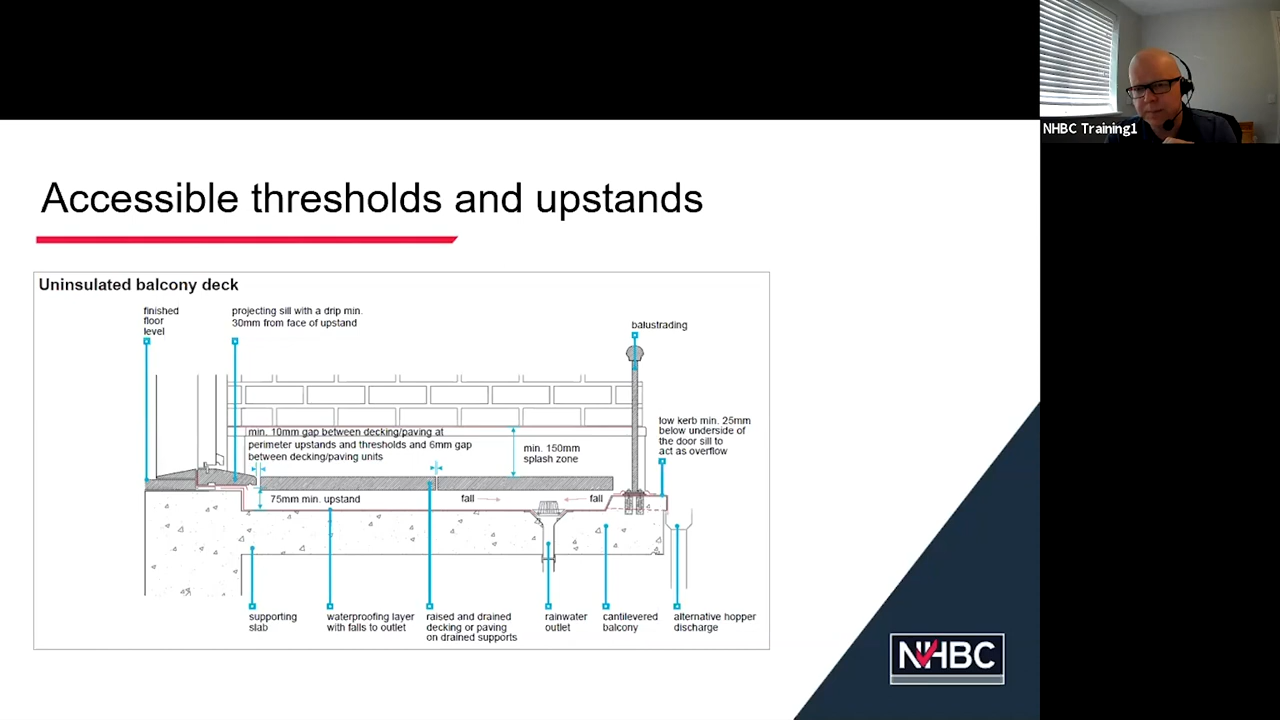 NHBC Training1
Accessible thresholds and upstands
Uninsulated balcony deck
finished
floor
level
projecting sill with a drip min.
30mm from face of upstand
balustrading
low kerb min. 25mm
below underside of
the door sill to
act as overflow
min. 10mm gap between decking/paving at
perimeter upstands and thresholds and 6mm gap
between decking/paving units
min. 150mm
splash zone
75mm min. upstand
fall
fall
supporting
slab
waterproofing layer
with falls to outlet
raised and drained
decking or paving
on drained supports
rainwater
outlet
cantilevered
balcony
alternative hopper
discharge
NHBC